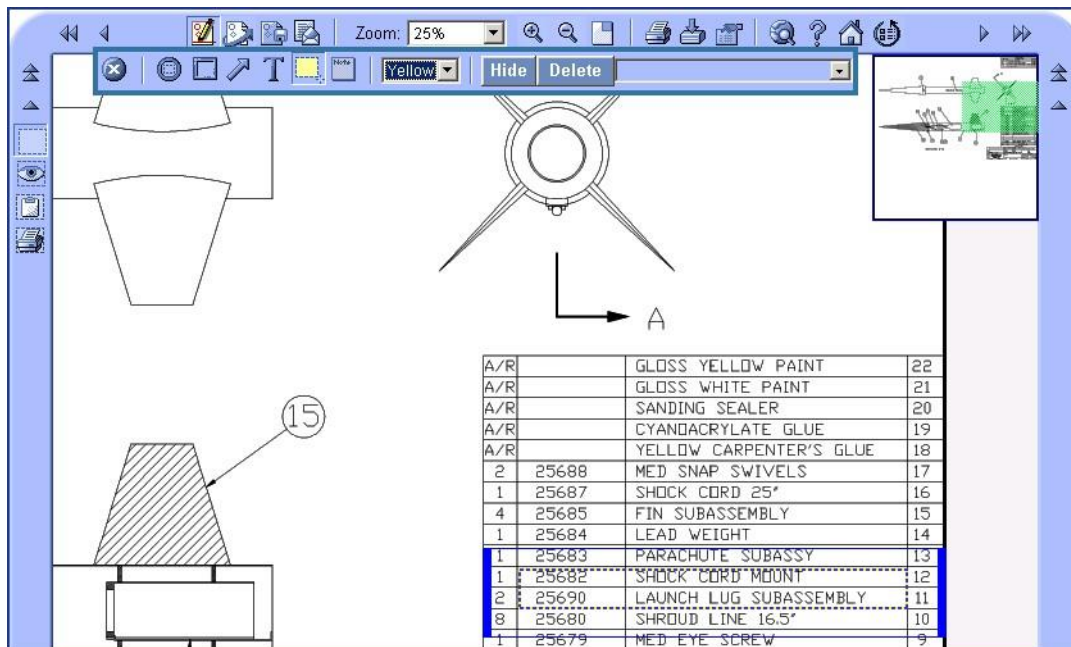 Zoom: 25%
T Note Yellow Hide Delete
A
15
A/R GLOSS YELLOW PAINT 22
A/R GLOSS WHITE PAINT 21
A/R SANDING SEALER 20
A/R CYANOACRYLATE GLUE 19
A/R YELLOW CARPENTER'S GLUE 18
2 25688 MED SNAP SWIVELS 17
1 25687 SHOCK CORD 25" 16
4 25685 FIN SUBASSEMBLY 15
1 25684 LEAD WEIGHT 14
1 25683 PARACHUTE SUBASSY 13
1 25682 SHOCK CORD MOUNT 12
2 25690 LAUNCH LUG SUBASSEMBLY 11
8 25680 SHROUD LINE 16.5" 10
1 25679 MED EYE SCREW 9